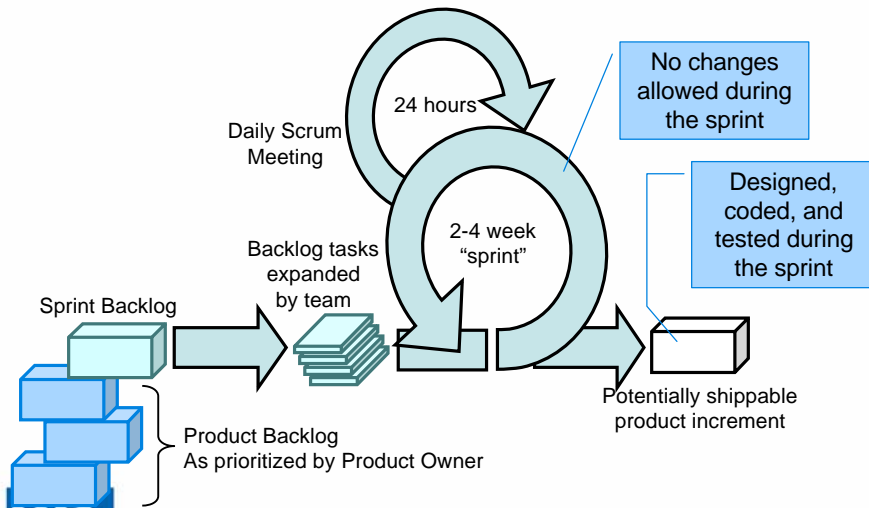 No changes
allowed during
the sprint
24 hours
Daily Scrum
Meeting
Designed,
coded, and
tested during
the sprint
2-4 week
“sprint”
Backlog tasks
expanded
by team
Sprint Backlog
Potentially shippable
product increment
Product Backlog
As prioritized by Product Owner